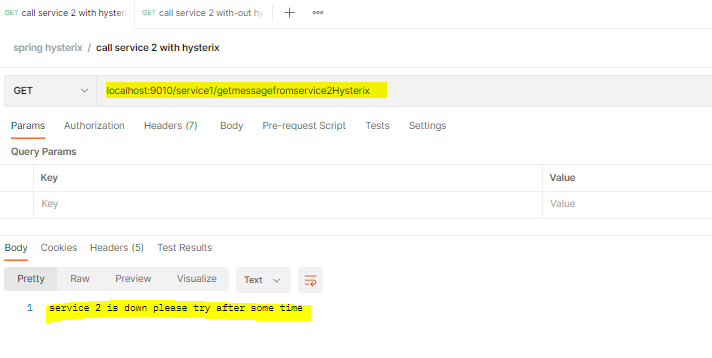 GET call service 2 with hyster GET call service 2 with-out hy
spring hysterix / call service 2 with hysterix
GET localhost:9010/service1/getmessagefromservice2Hysterix
Params Authorization Headers (7) Body Pre-request Script Tests Settings
Query Params
Key Value
Key Value
Body Cookies Headers (5) Test Results
Pretty Raw Preview Visualize Text
1 service 2 is down please try after some time